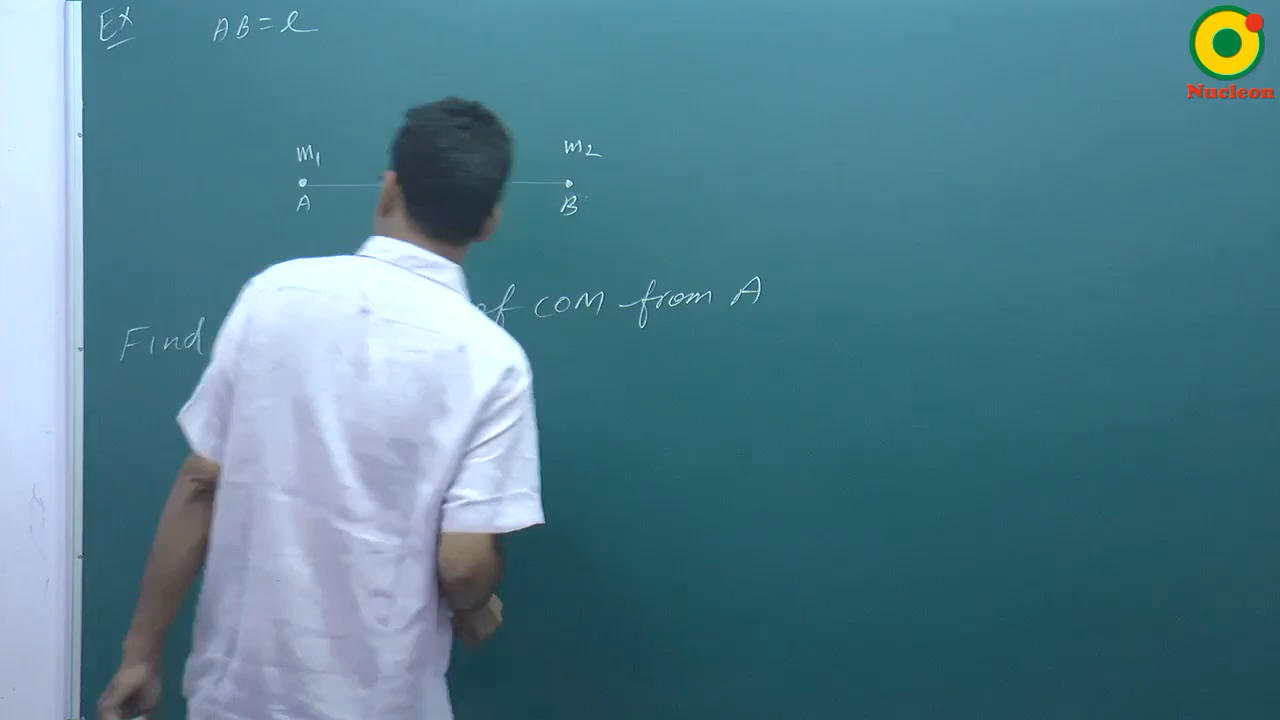 Ex AB = l
Nucleon
m1 m2
A B
Find of COM from A